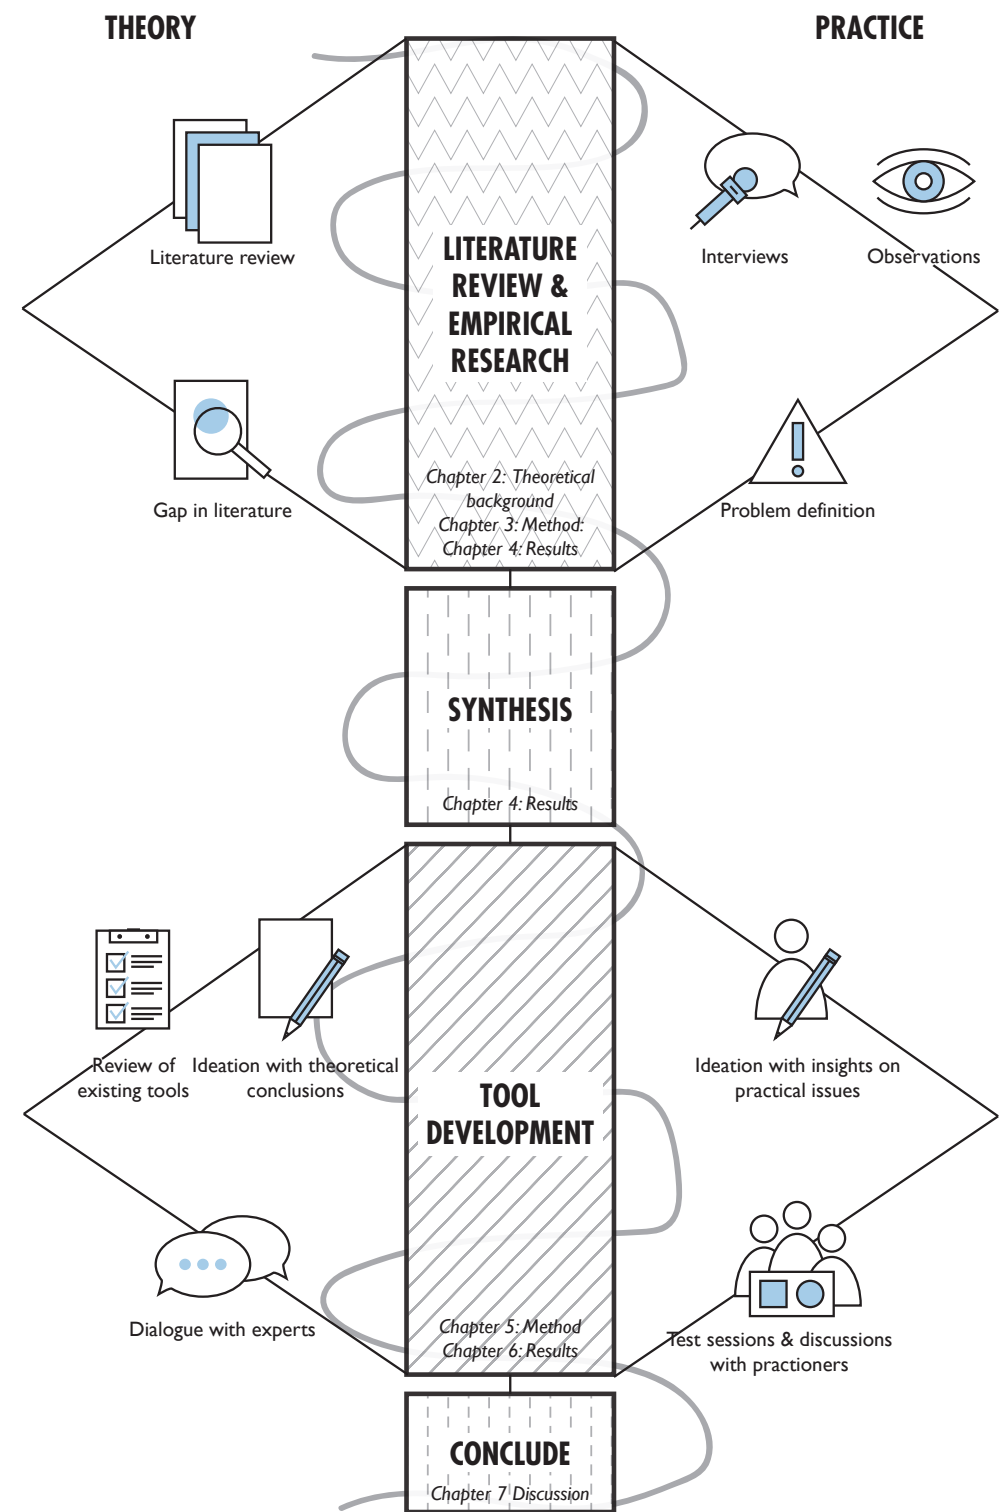 THEORY
PRACTICE
Literature review
Interviews
Observations
LITERATURE
REVIEW &
EMPIRICAL
RESEARCH
Gap in literature
Problem definition
Chapter 2: Theoretical
background
Chapter 3: Method:
Chapter 4: Results
SYNTHESIS
Chapter 4: Results
Review of
existing tools
Ideation with theoretical
conclusions
Ideation with insights on
practical issues
TOOL
DEVELOPMENT
Dialogue with experts
Test sessions & discussions
with practioners
Chapter 5: Method
Chapter 6: Results
CONCLUDE
Chapter 7 Discussion